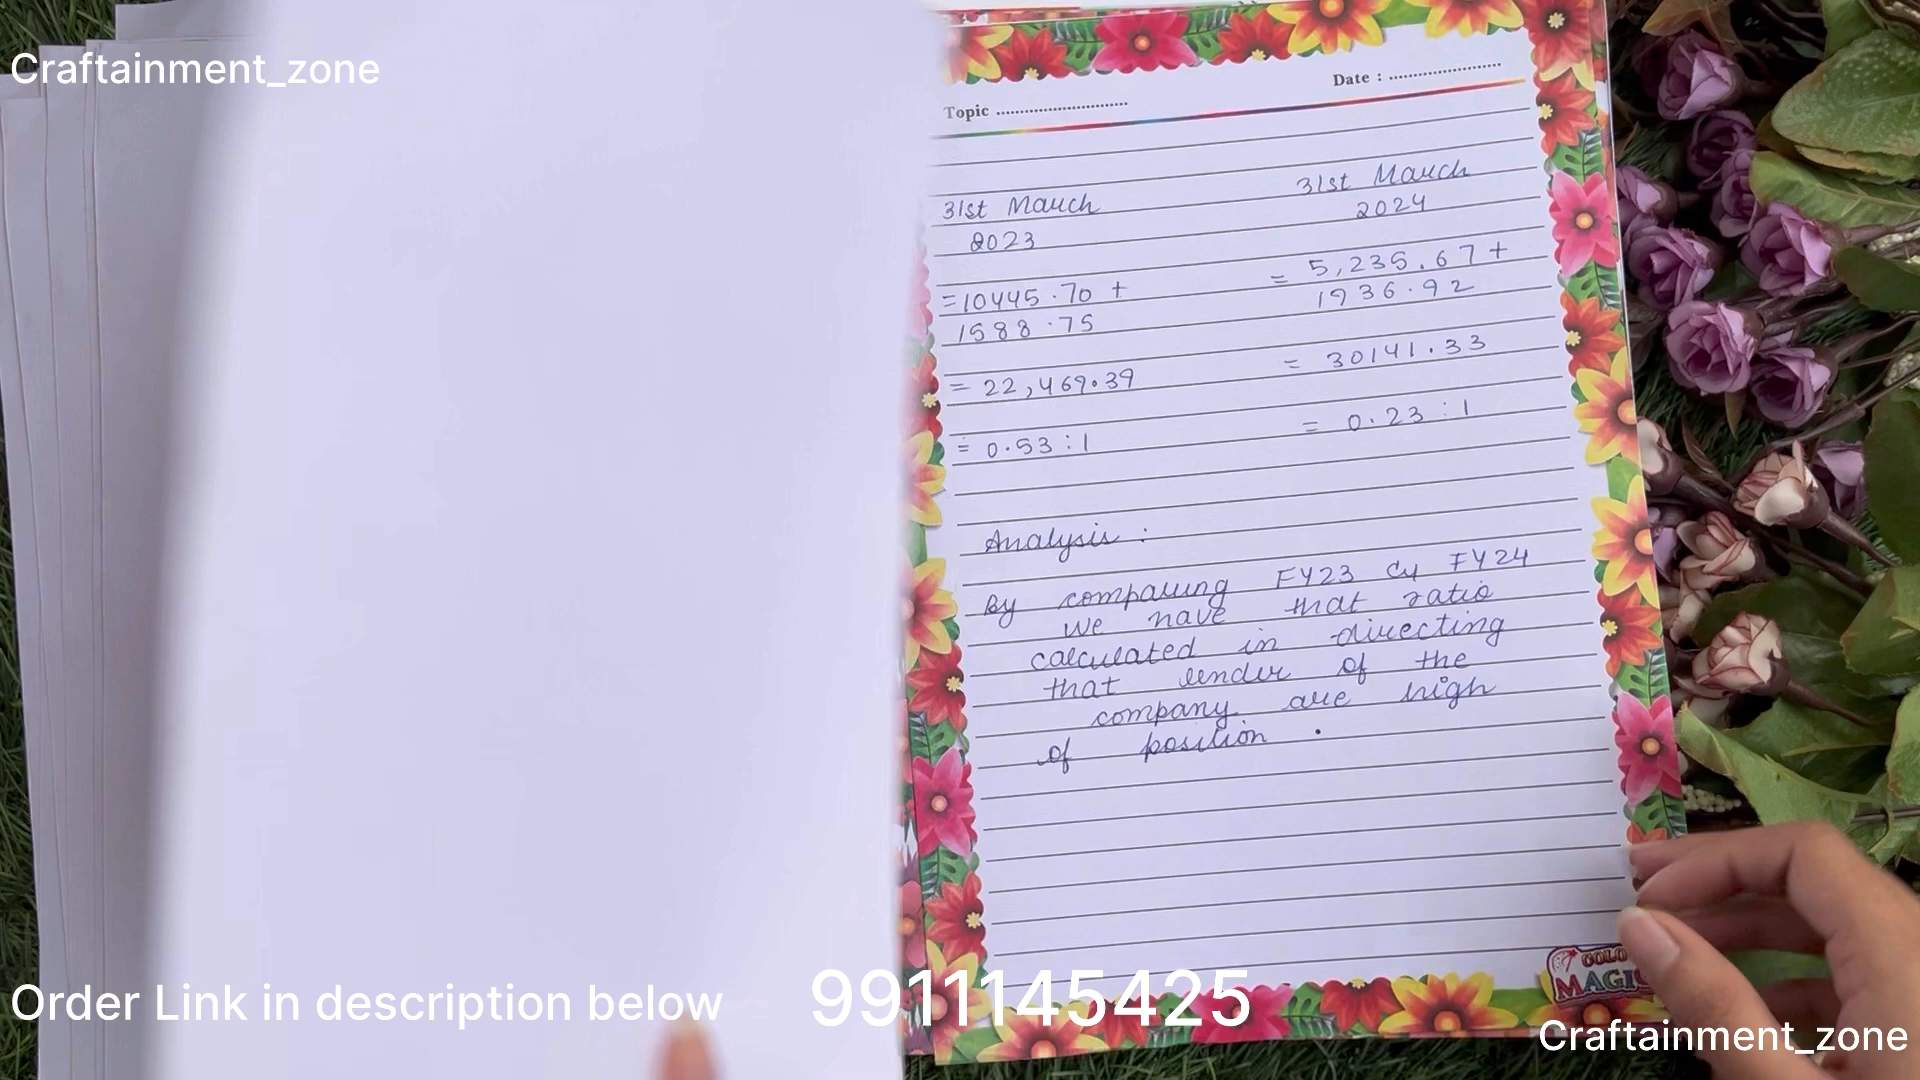 Craftainment_zone
Date : ........................
Topic ............................
31st March
2023
31st March
2024
=10445.70 +
1588.75
= 5,235.67 +
1936.92
= 22,469.39
= 30141.33
= 0.53 : 1
= 0.23 : 1
Analysis :
By comparing FY23 cy FY24
we have that ratio
calculated in directing
that lender of the
company are high
of position .
MAGIC
Order Link in description below
9911145425
Craftainment_zone